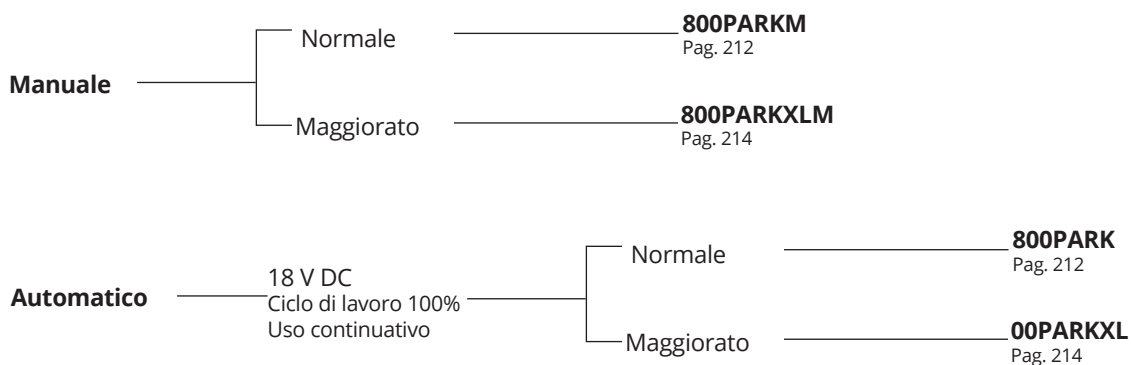 Manuale
Normale
800PARKM
Pag. 212
Maggiorato
800PARKXLM
Pag. 214
Automatico
18 V DC
Ciclo di lavoro 100%
Uso continuativo
Normale
800PARK
Pag. 212
Maggiorato
00PARKXL
Pag. 214